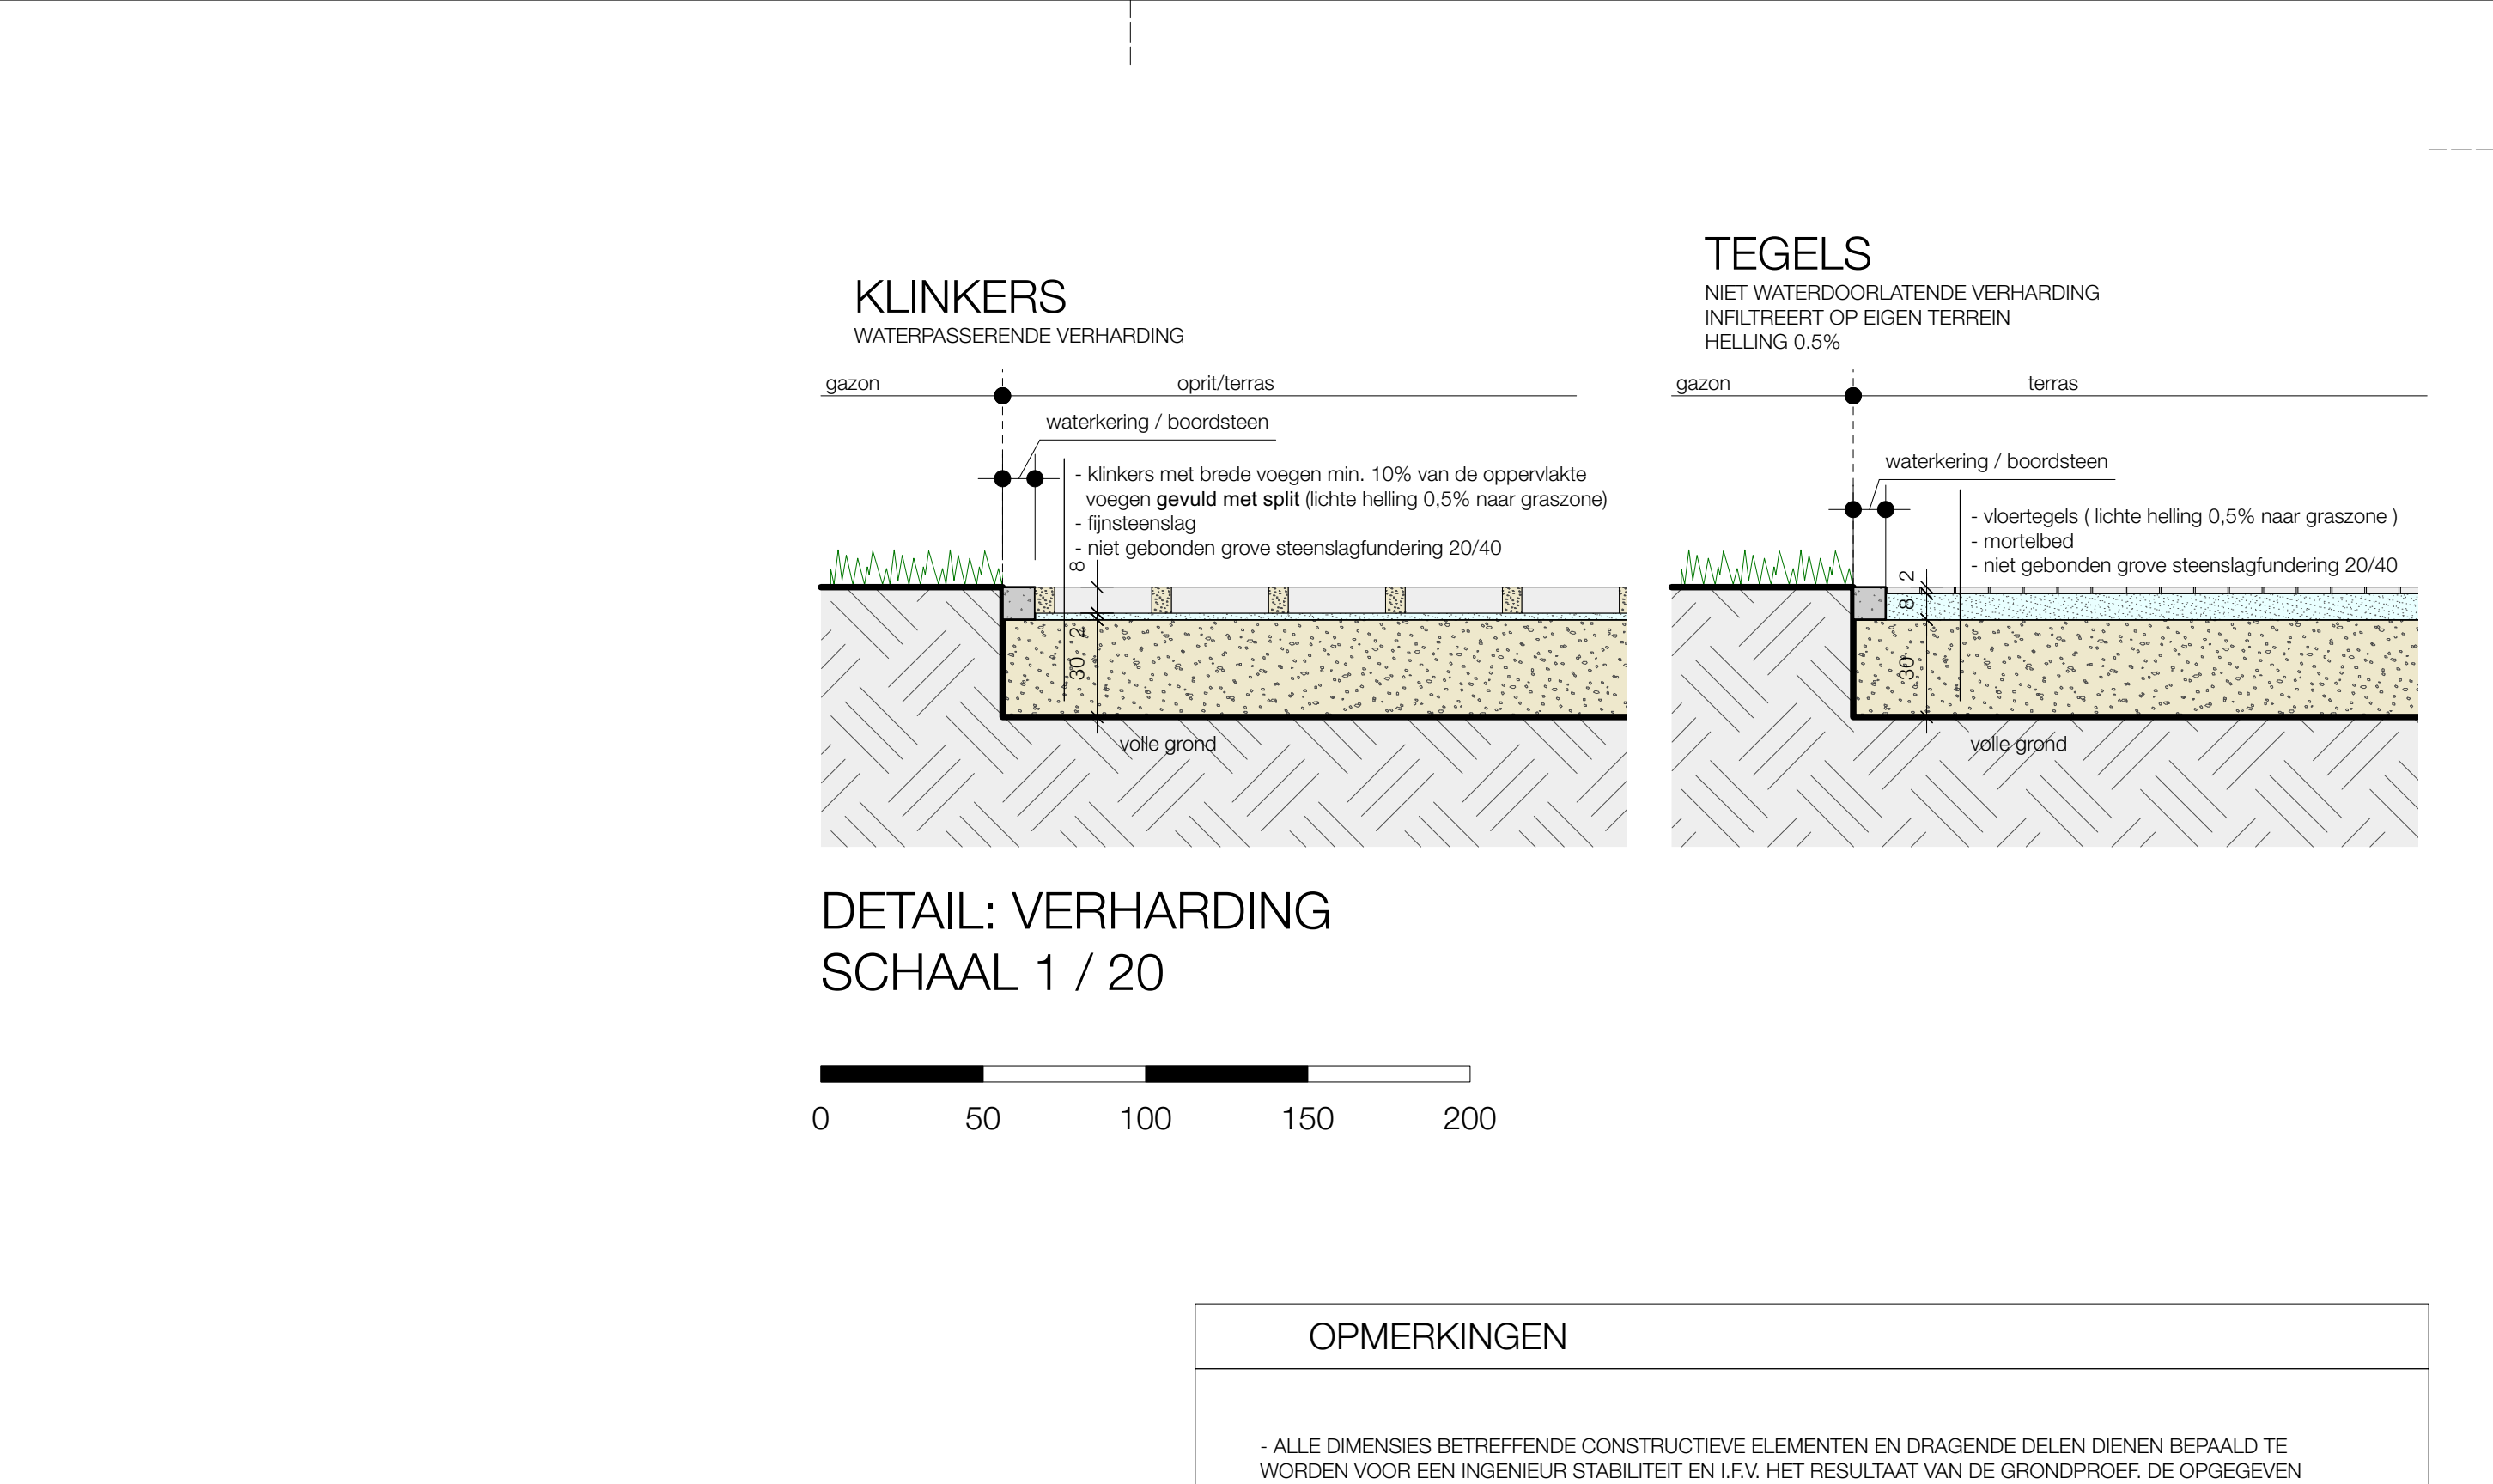 KLINKERS
WATERPASSERENDE VERHARDING
gazon
oprit/terras
waterkering / boordsteen
- klinkers met brede voegen min. 10% van de oppervlakte
voegen gevuld met split (lichte helling 0,5% naar graszone)
- fijnsteenslag
- niet gebonden grove steenslagfundering 20/40
8
2
30
volle grond
TEGELS
NIET WATERDOORLATENDE VERHARDING
INFILTREERT OP EIGEN TERREIN
HELLING 0.5%
gazon
terras
waterkering / boordsteen
- vloertegels ( lichte helling 0,5% naar graszone )
- mortelbed
- niet gebonden grove steenslagfundering 20/40
2
8
30
volle grond
DETAIL: VERHARDING
SCHAAL 1 / 20
0 50 100 150 200
OPMERKINGEN
- ALLE DIMENSIES BETREFFENDE CONSTRUCTIEVE ELEMENTEN EN DRAGENDE DELEN DIENEN BEPAALD TE
WORDEN VOOR EEN INGENIEUR STABILITEIT EN I.F.V. HET RESULTAAT VAN DE GRONDPROEF. DE OPGEGEVEN